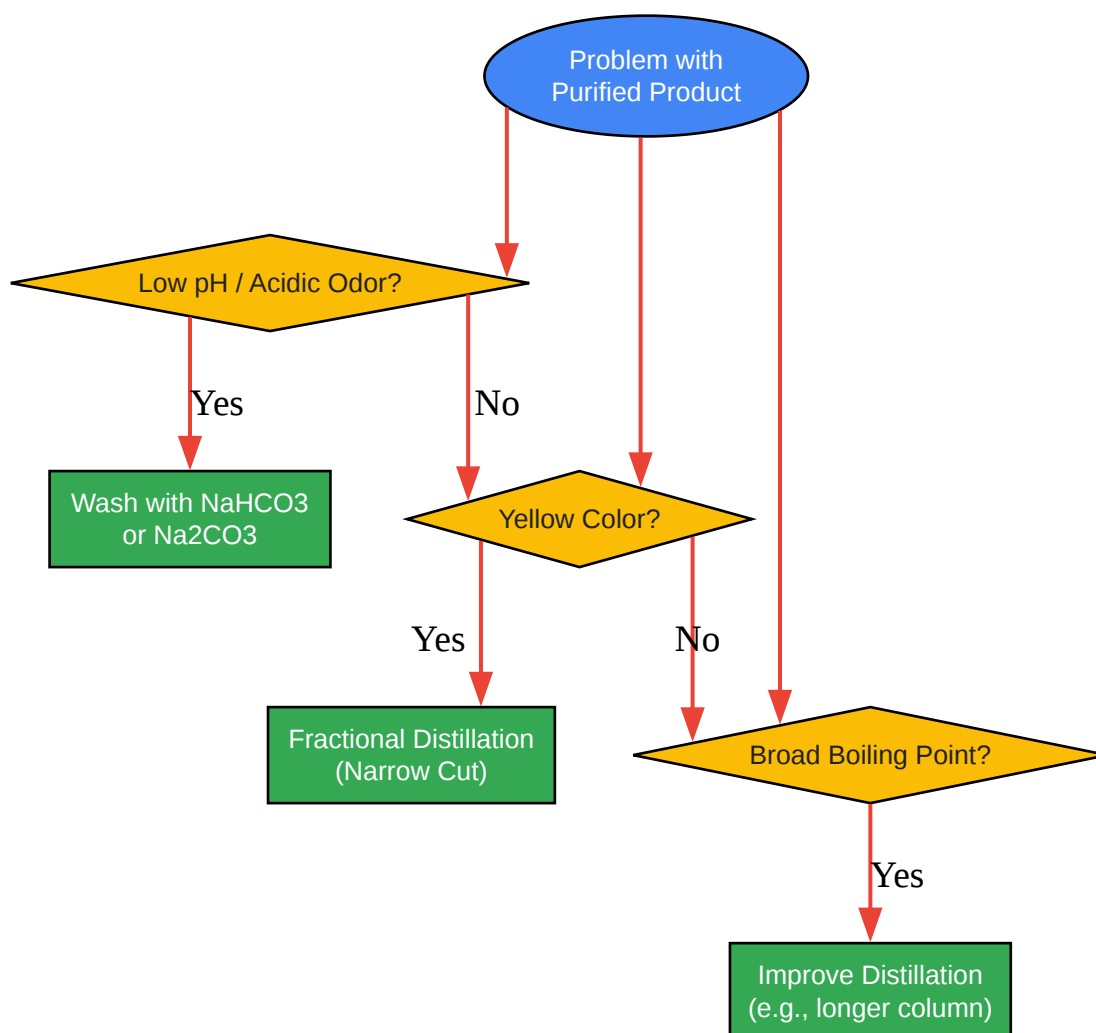 Problem with
Purified Product
Low pH / Acidic Odor?
Yes
No
Wash with NaHCO3
or Na2CO3
Yellow Color?
Yes
No
Fractional Distillation
(Narrow Cut)
Broad Boiling Point?
Yes
Improve Distillation
(e.g., longer column)